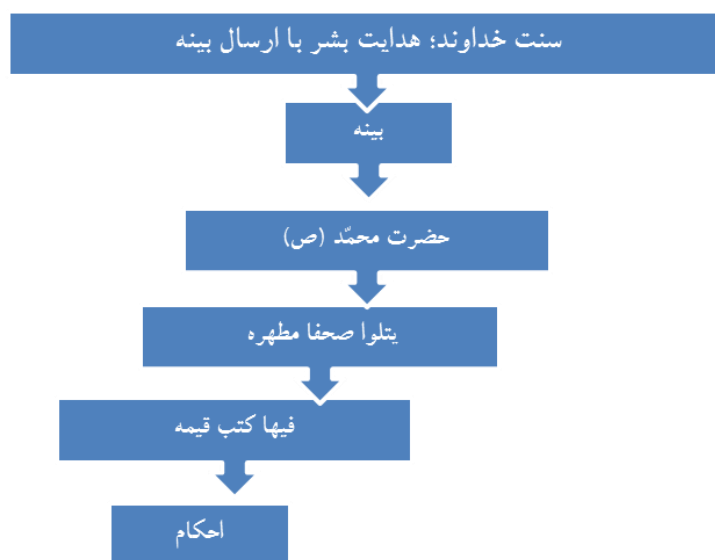 سنت خداوند؛ هدایت بشر با ارسال بینه
بینه
حضرت محمّد (ص)
یتلوا صحفا مطهره
فیها کتب قیمه
احکام